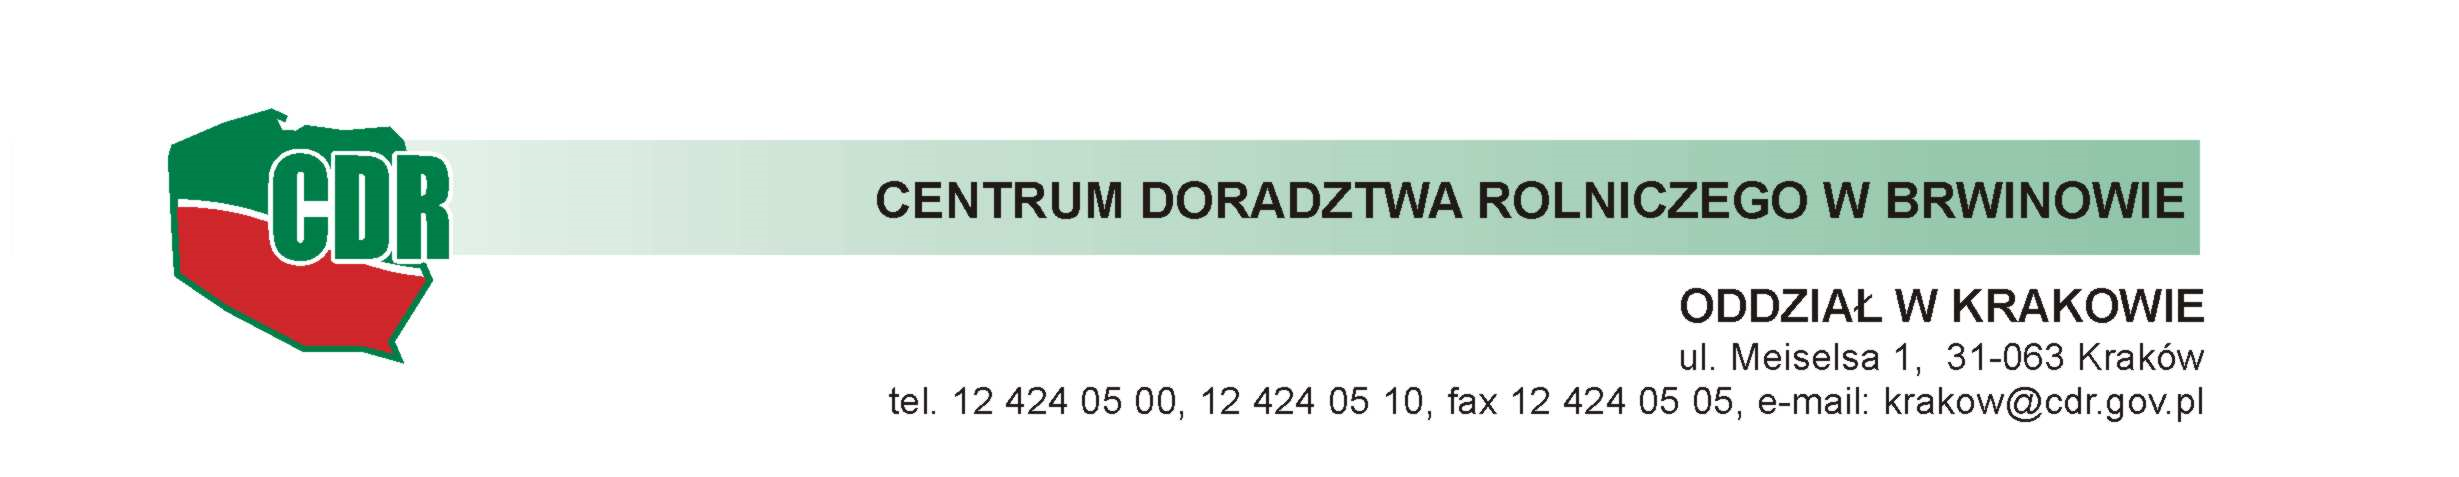 CDR
CENTRUM DORADZTWA ROLNICZEGO W BRWINOWIE
ODDZIAŁ W KRAKOWIE
ul. Meiselsa 1, 31-063 Kraków
tel. 12 424 05 00, 12 424 05 10, fax 12 424 05 05, e-mail: krakow@cdr.gov.pl